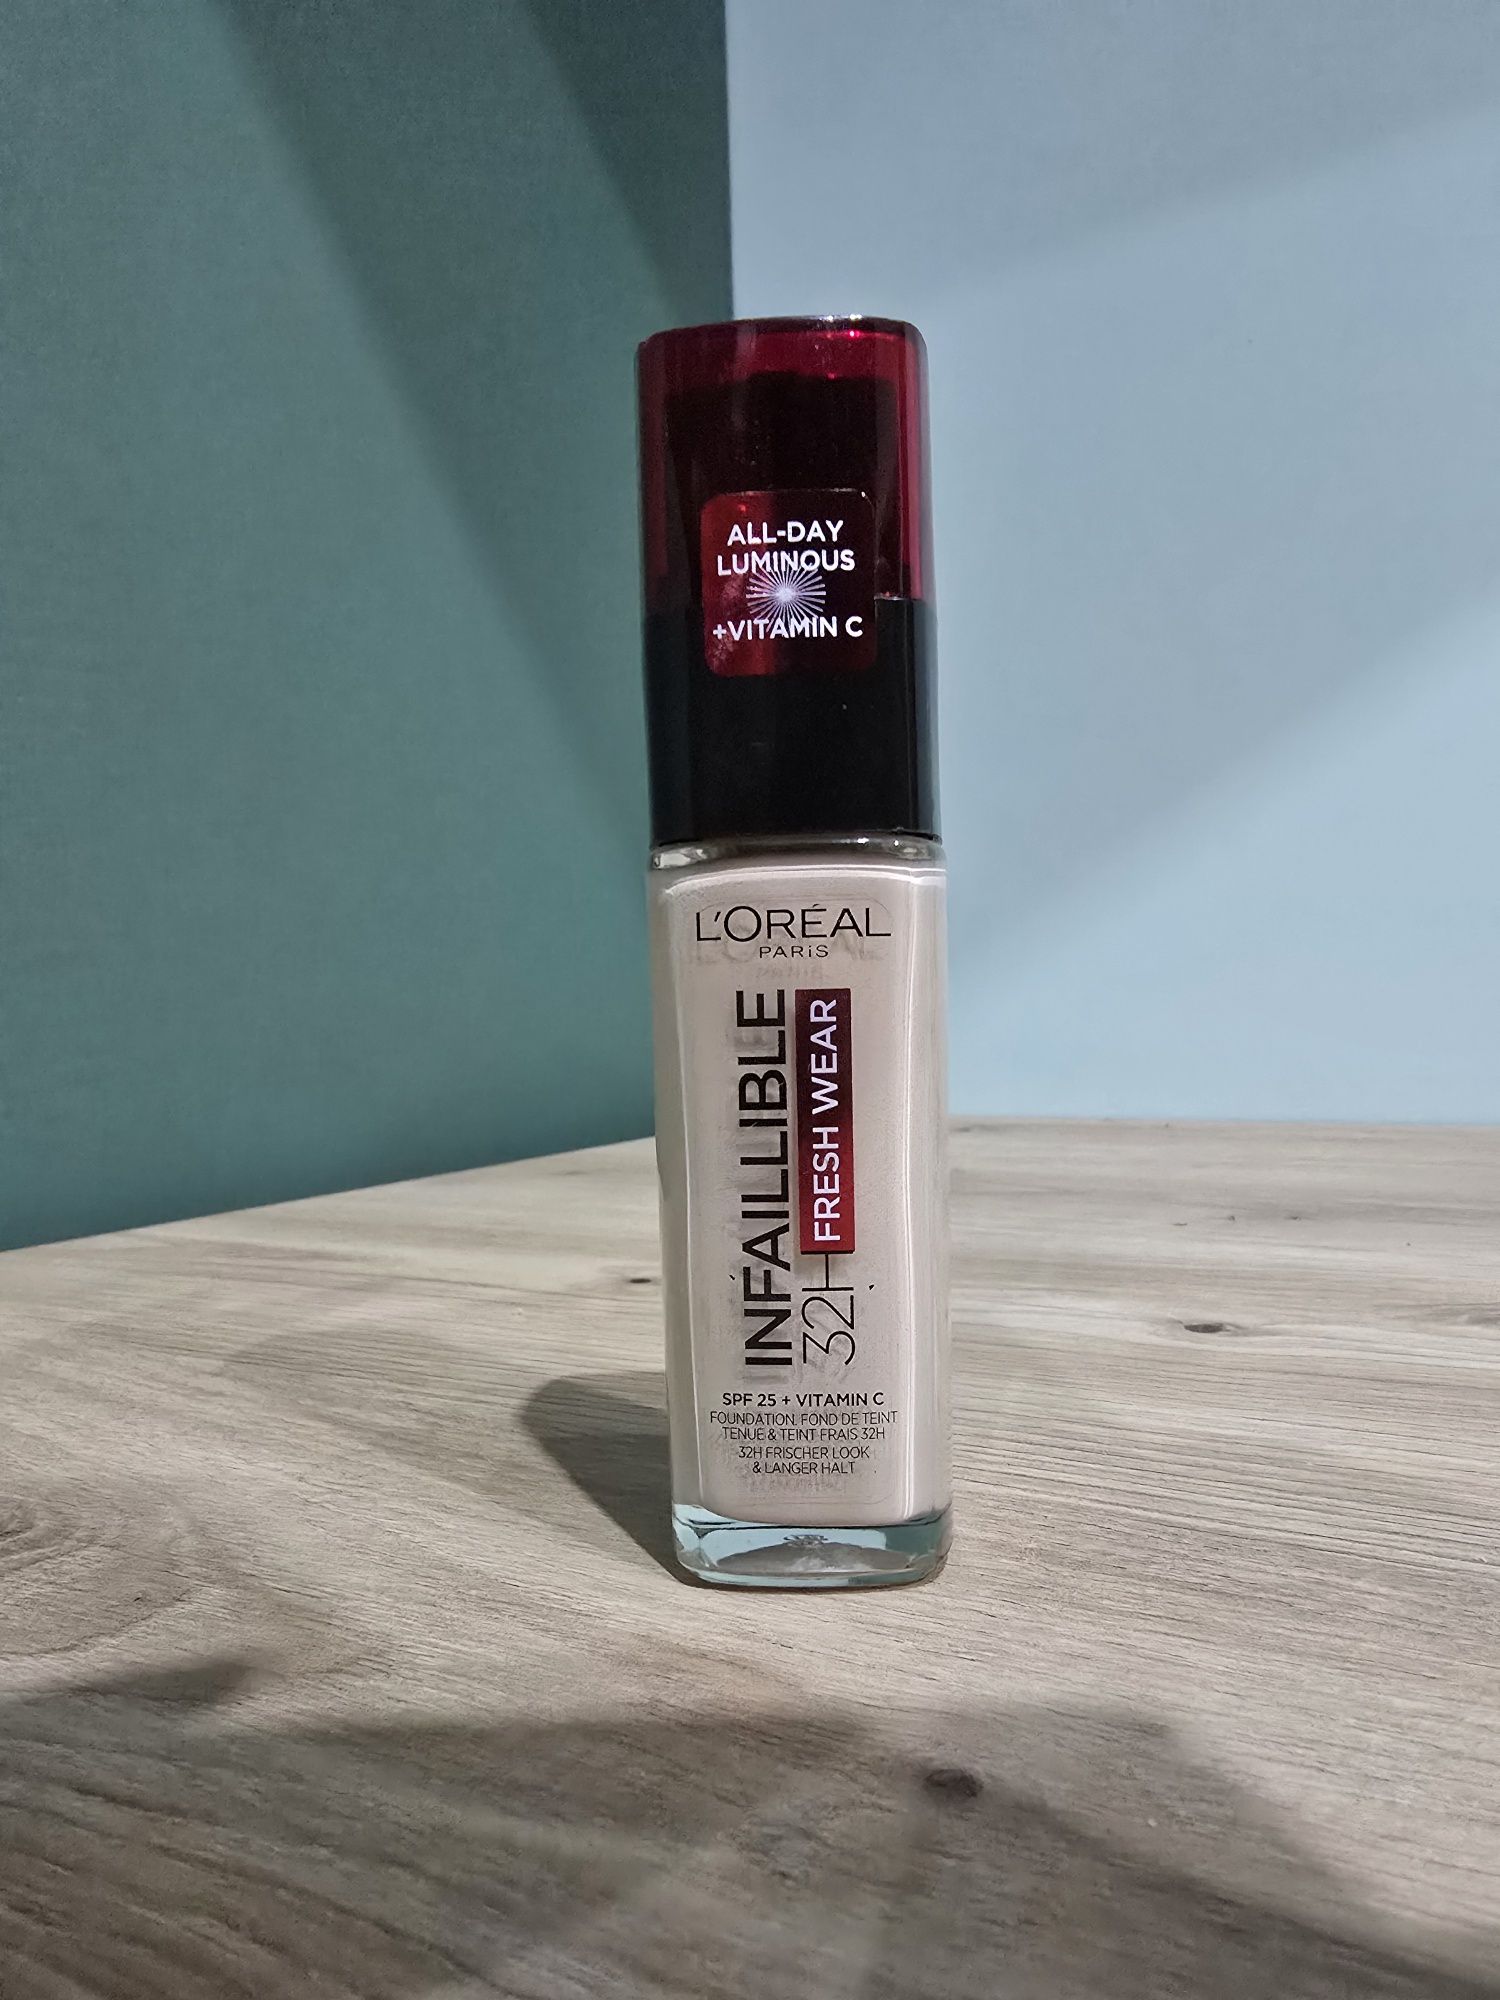 ALL-DAY
LUMINOUS
+VITAMIN C
L'ORÉAL
PARiS
INFAILLIBLE
32H FRESH WEAR
SPF 25 + VITAMIN C
FOUNDATION. FOND DE TEINT
TENUE & TEINT FRAIS 32H
32H FRISCHER LOOK
& LANGER HALT